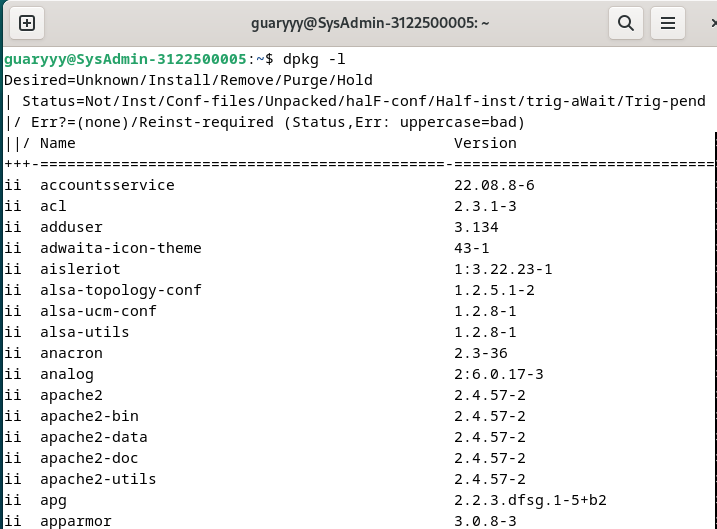 guaryyy@SysAdmin-3122500005: ~
guaryyy@SysAdmin-3122500005:~$ dpkg -l
Desired=Unknown/Install/Remove/Purge/Hold
| Status=Not/Inst/Conf-files/Unpacked/halF-conf/Half-inst/trig-aWait/Trig-pend
|/ Err?=(none)/Reinst-required (Status,Err: uppercase=bad)
||/ Name                                          Version
+++-=============================================-=============================
ii  accountsservice                               22.08.8-6
ii  acl                                           2.3.1-3
ii  adduser                                       3.134
ii  adwaita-icon-theme                            43-1
ii  aisleriot                                     1:3.22.23-1
ii  alsa-topology-conf                            1.2.5.1-2
ii  alsa-ucm-conf                                 1.2.8-1
ii  alsa-utils                                    1.2.8-1
ii  anacron                                       2.3-36
ii  analog                                        2:6.0.17-3
ii  apache2                                       2.4.57-2
ii  apache2-bin                                   2.4.57-2
ii  apache2-data                                  2.4.57-2
ii  apache2-doc                                   2.4.57-2
ii  apache2-utils                                 2.4.57-2
ii  apg                                           2.2.3.dfsg.1-5+b2
ii  apparmor                                      3.0.8-3